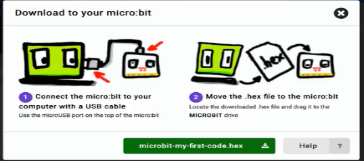 Download to your micro:bit
.hex
1 Connect the micro:bit to your
computer with a USB cable
Use the microUSB port on the top of the micro:bit
2 Move the .hex file to the micro:bit
Locate the downloaded .hex file and drag it to the
MICROBIT drive
microbit-my-first-code.hex
Help ?